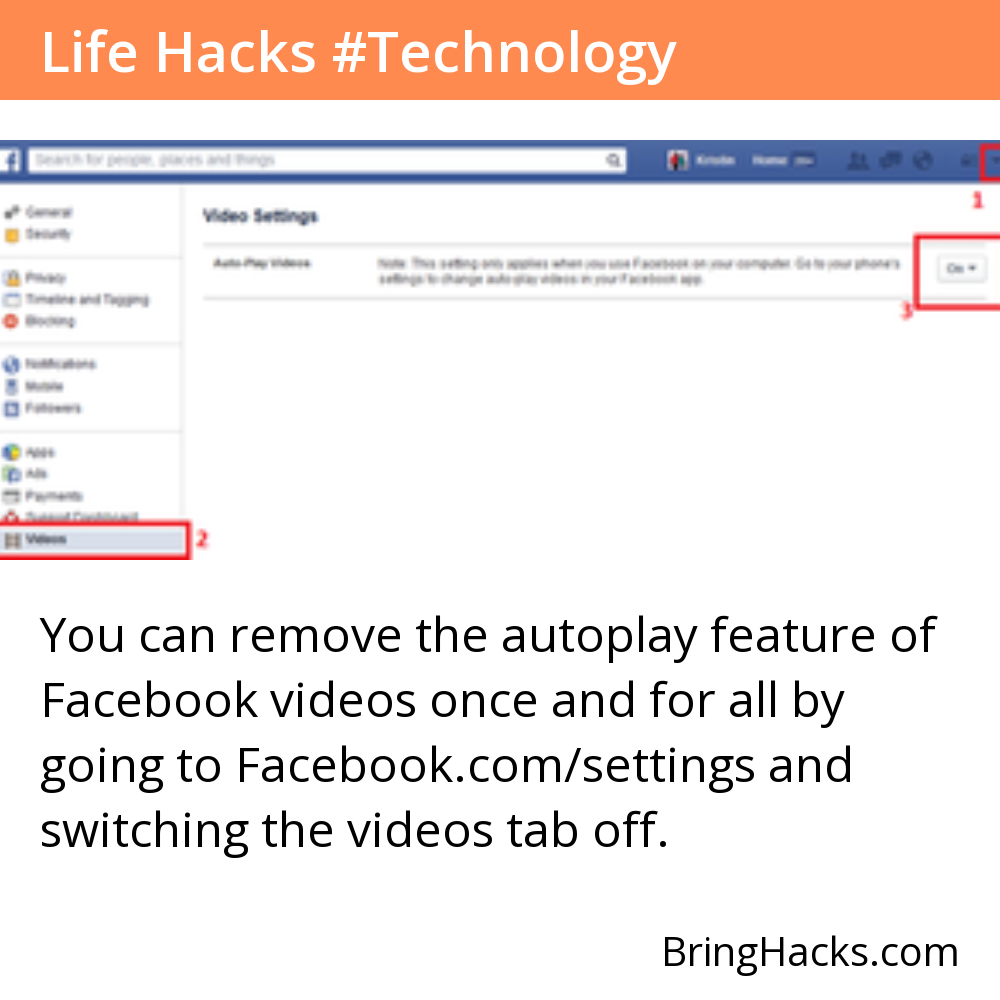 Life Hacks #Technology
f Search for people, places and things Kristin Home
1
General
Security
Privacy
Timeline and Tagging
Blocking
Notifications
Mobile
Followers
Apps
Ads
Payments
Support Dashboard
Videos
2
Video Settings
Auto-Play Videos
Note: This setting only applies when you use Facebook on your computer. Go to your phone's
settings to change auto-play videos in your Facebook app.
On
3
You can remove the autoplay feature of
Facebook videos once and for all by
going to Facebook.com/settings and
switching the videos tab off.
BringHacks.com